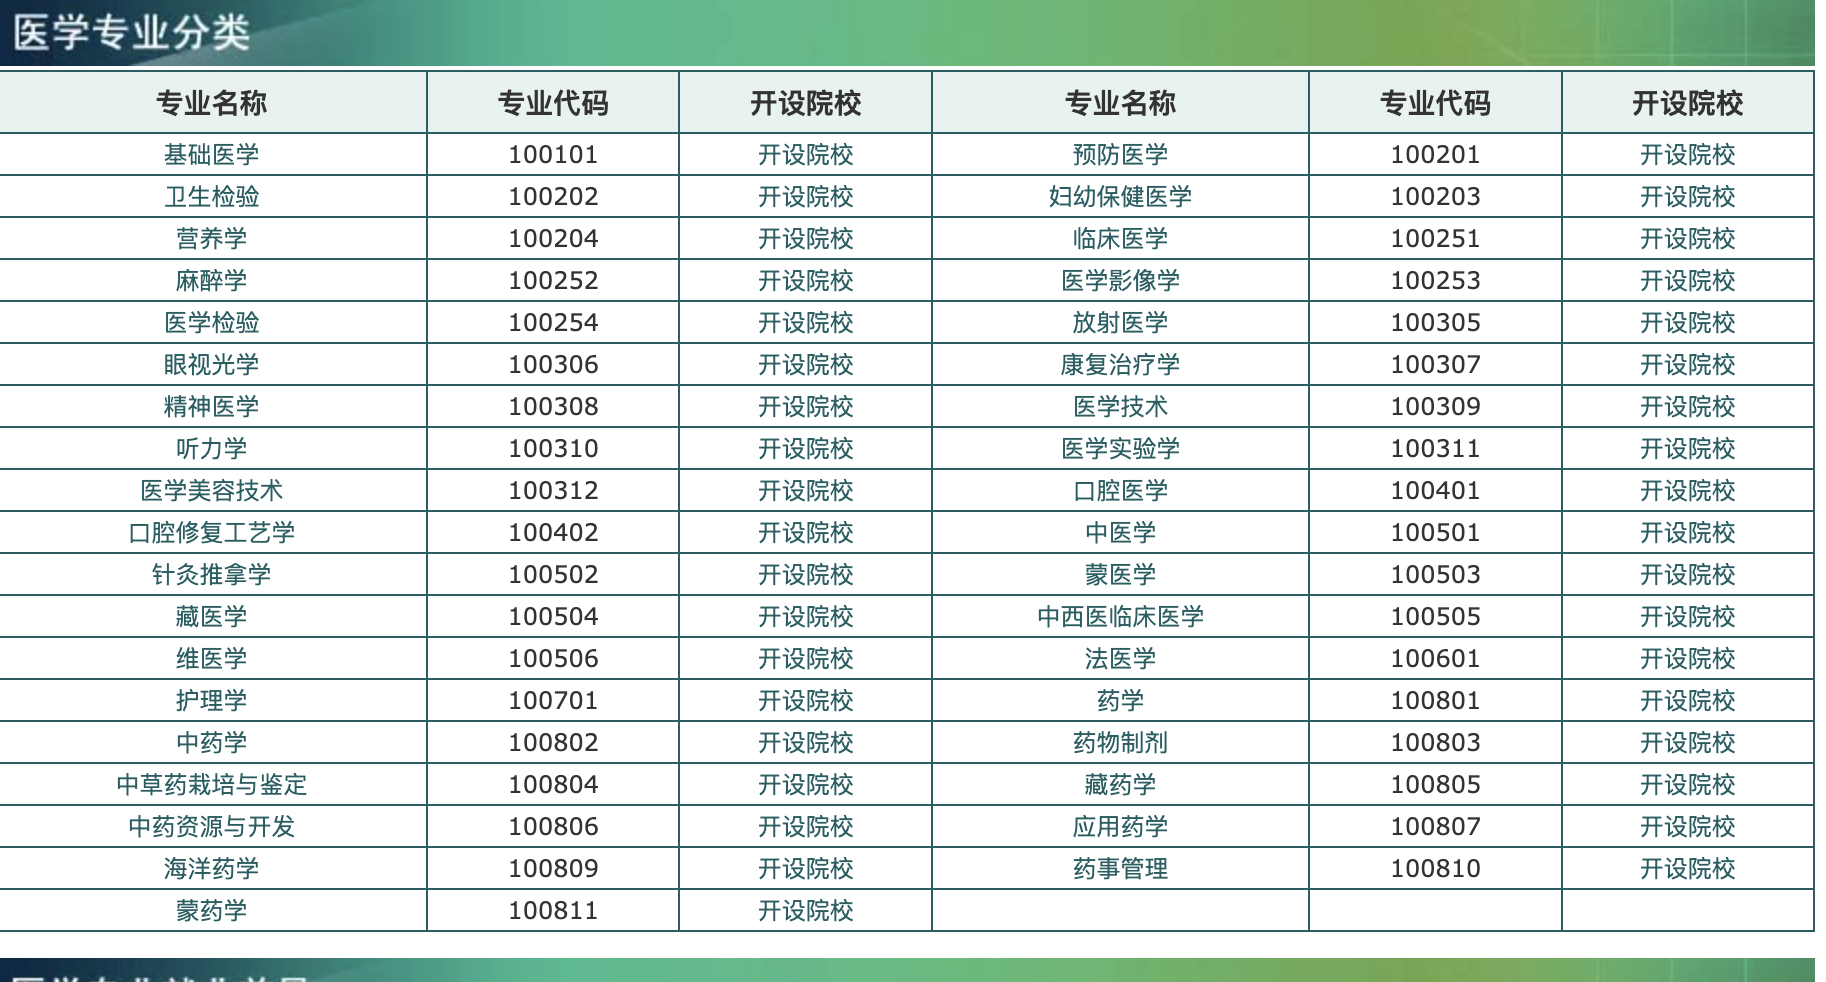 医学专业分类
专业名称 专业代码 开设院校 专业名称 专业代码 开设院校
基础医学 100101 开设院校 预防医学 100201 开设院校
卫生检验 100202 开设院校 妇幼保健医学 100203 开设院校
营养学 100204 开设院校 临床医学 100251 开设院校
麻醉学 100252 开设院校 医学影像学 100253 开设院校
医学检验 100254 开设院校 放射医学 100305 开设院校
眼视光学 100306 开设院校 康复治疗学 100307 开设院校
精神医学 100308 开设院校 医学技术 100309 开设院校
听力学 100310 开设院校 医学实验学 100311 开设院校
医学美容技术 100312 开设院校 口腔医学 100401 开设院校
口腔修复工艺学 100402 开设院校 中医学 100501 开设院校
针灸推拿学 100502 开设院校 蒙医学 100503 开设院校
藏医学 100504 开设院校 中西医临床医学 100505 开设院校
维医学 100506 开设院校 法医学 100601 开设院校
护理学 100701 开设院校 药学 100801 开设院校
中药学 100802 开设院校 药物制剂 100803 开设院校
中草药栽培与鉴定 100804 开设院校 藏药学 100805 开设院校
中药资源与开发 100806 开设院校 应用药学 100807 开设院校
海洋药学 100809 开设院校 药事管理 100810 开设院校
蒙药学 100811 开设院校